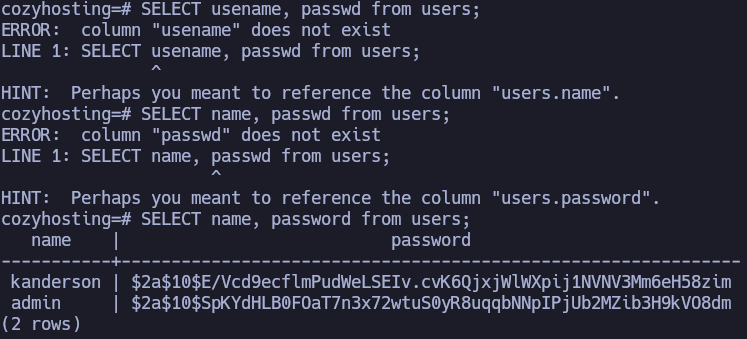 cozyhosting=# SELECT usename, passwd from users;
ERROR:  column "usename" does not exist
LINE 1: SELECT usename, passwd from users;
               ^
HINT:  Perhaps you meant to reference the column "users.name".
cozyhosting=# SELECT name, passwd from users;
ERROR:  column "passwd" does not exist
LINE 1: SELECT name, passwd from users;
                     ^
HINT:  Perhaps you meant to reference the column "users.password".
cozyhosting=# SELECT name, password from users;
   name    |                           password
-----------+--------------------------------------------------------------
 kanderson | $2a$10$E/Vcd9ecflmPudWeLSEIv.cvK6QjxjWlWXpij1NVNV3Mm6eH58zim
 admin     | $2a$10$SpKYdHLB0FOaT7n3x72wtuS0yR8uqqbNNpIPjUb2MZib3H9kVO8dm
(2 rows)